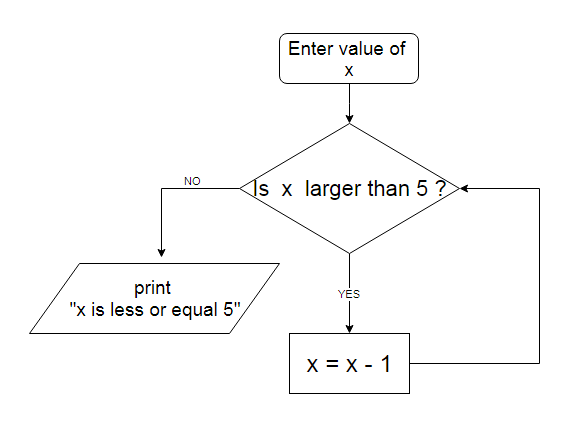 Enter value of
x
Is x larger than 5 ?
NO
print
"x is less or equal 5"
YES
x = x - 1